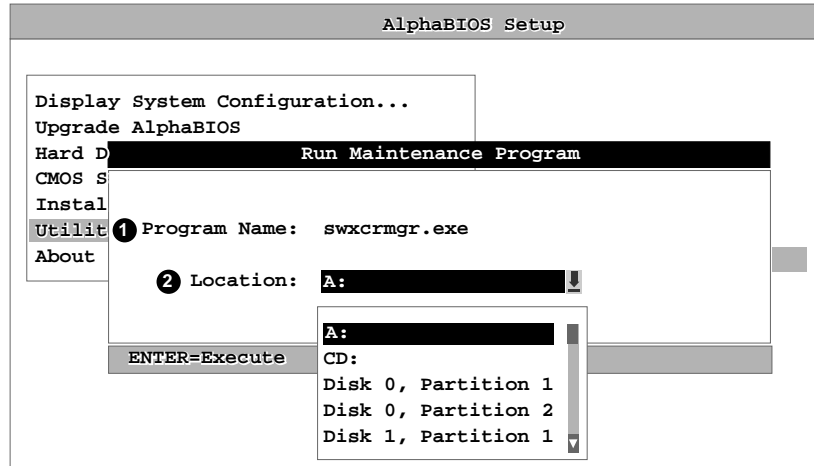 AlphaBIOS Setup
Display System Configuration...
Upgrade AlphaBIOS
Hard D
Run Maintenance Program
CMOS S
Instal
Utilit
1 Program Name: swxcrmgr.exe
About
2 Location: A:
A:
ENTER=Execute
CD:
Disk 0, Partition 1
Disk 0, Partition 2
Disk 1, Partition 1